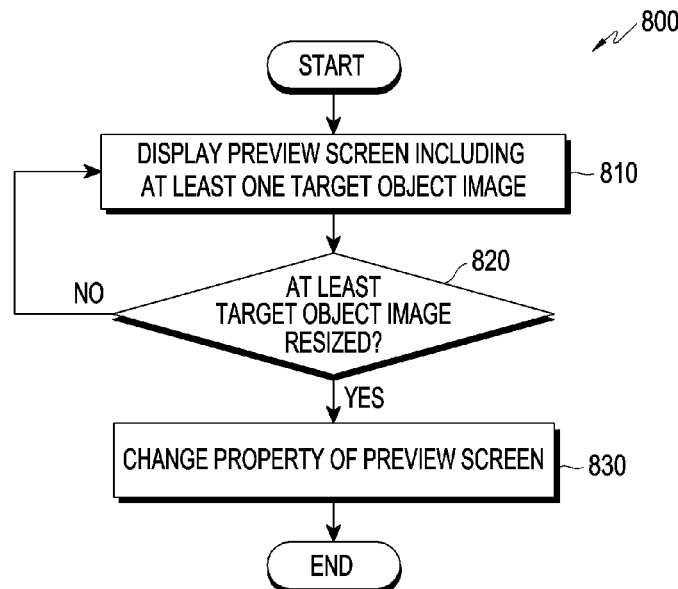 800
START
DISPLAY PREVIEW SCREEN INCLUDING
AT LEAST ONE TARGET OBJECT IMAGE
810
820
AT LEAST
TARGET OBJECT IMAGE
RESIZED?
NO
YES
CHANGE PROPERTY OF PREVIEW SCREEN
830
END